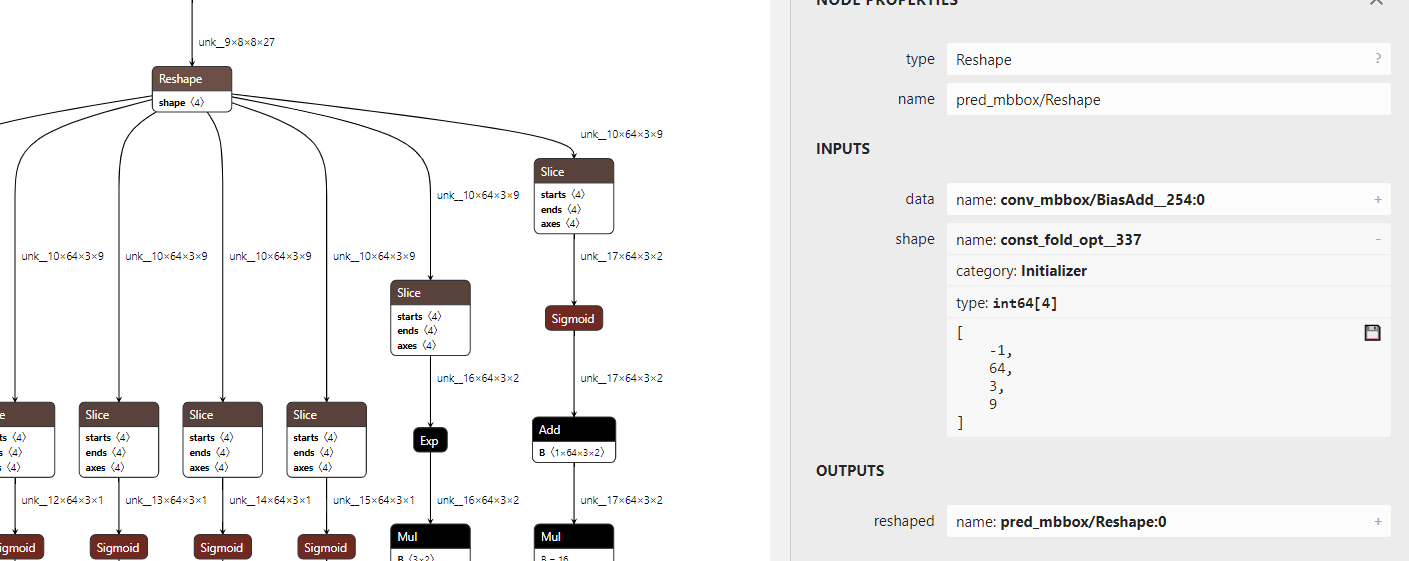 unk__9×8×8×27
Reshape
shape 〈4〉
unk__10×64×3×9
Slice
starts 〈4〉
ends 〈4〉
axes 〈4〉
unk__10×64×3×9
unk__10×64×3×9
unk__10×64×3×9
unk__10×64×3×9
unk__10×64×3×9
unk__17×64×3×2
Slice
starts 〈4〉
ends 〈4〉
axes 〈4〉
Sigmoid
unk__16×64×3×2
unk__17×64×3×2
Slice
starts 〈4〉
ends 〈4〉
axes 〈4〉
Slice
starts 〈4〉
ends 〈4〉
axes 〈4〉
Slice
starts 〈4〉
ends 〈4〉
axes 〈4〉
Exp
Add
B 〈1×64×3×2〉
unk__12×64×3×1
unk__13×64×3×1
unk__14×64×3×1
unk__15×64×3×1
unk__16×64×3×2
unk__17×64×3×2
Sigmoid
Sigmoid
Sigmoid
Mul
B 〈3×2〉
Mul
B = 16
NODE PROPERTIES
type
Reshape
?
name
pred_mbbox/Reshape
INPUTS
data
name: conv_mbbox/BiasAdd__254:0
+
shape
name: const_fold_opt__337
-
category: Initializer
type: int64[4]
[
-1,
64,
3,
9
]
OUTPUTS
reshaped
name: pred_mbbox/Reshape:0
+